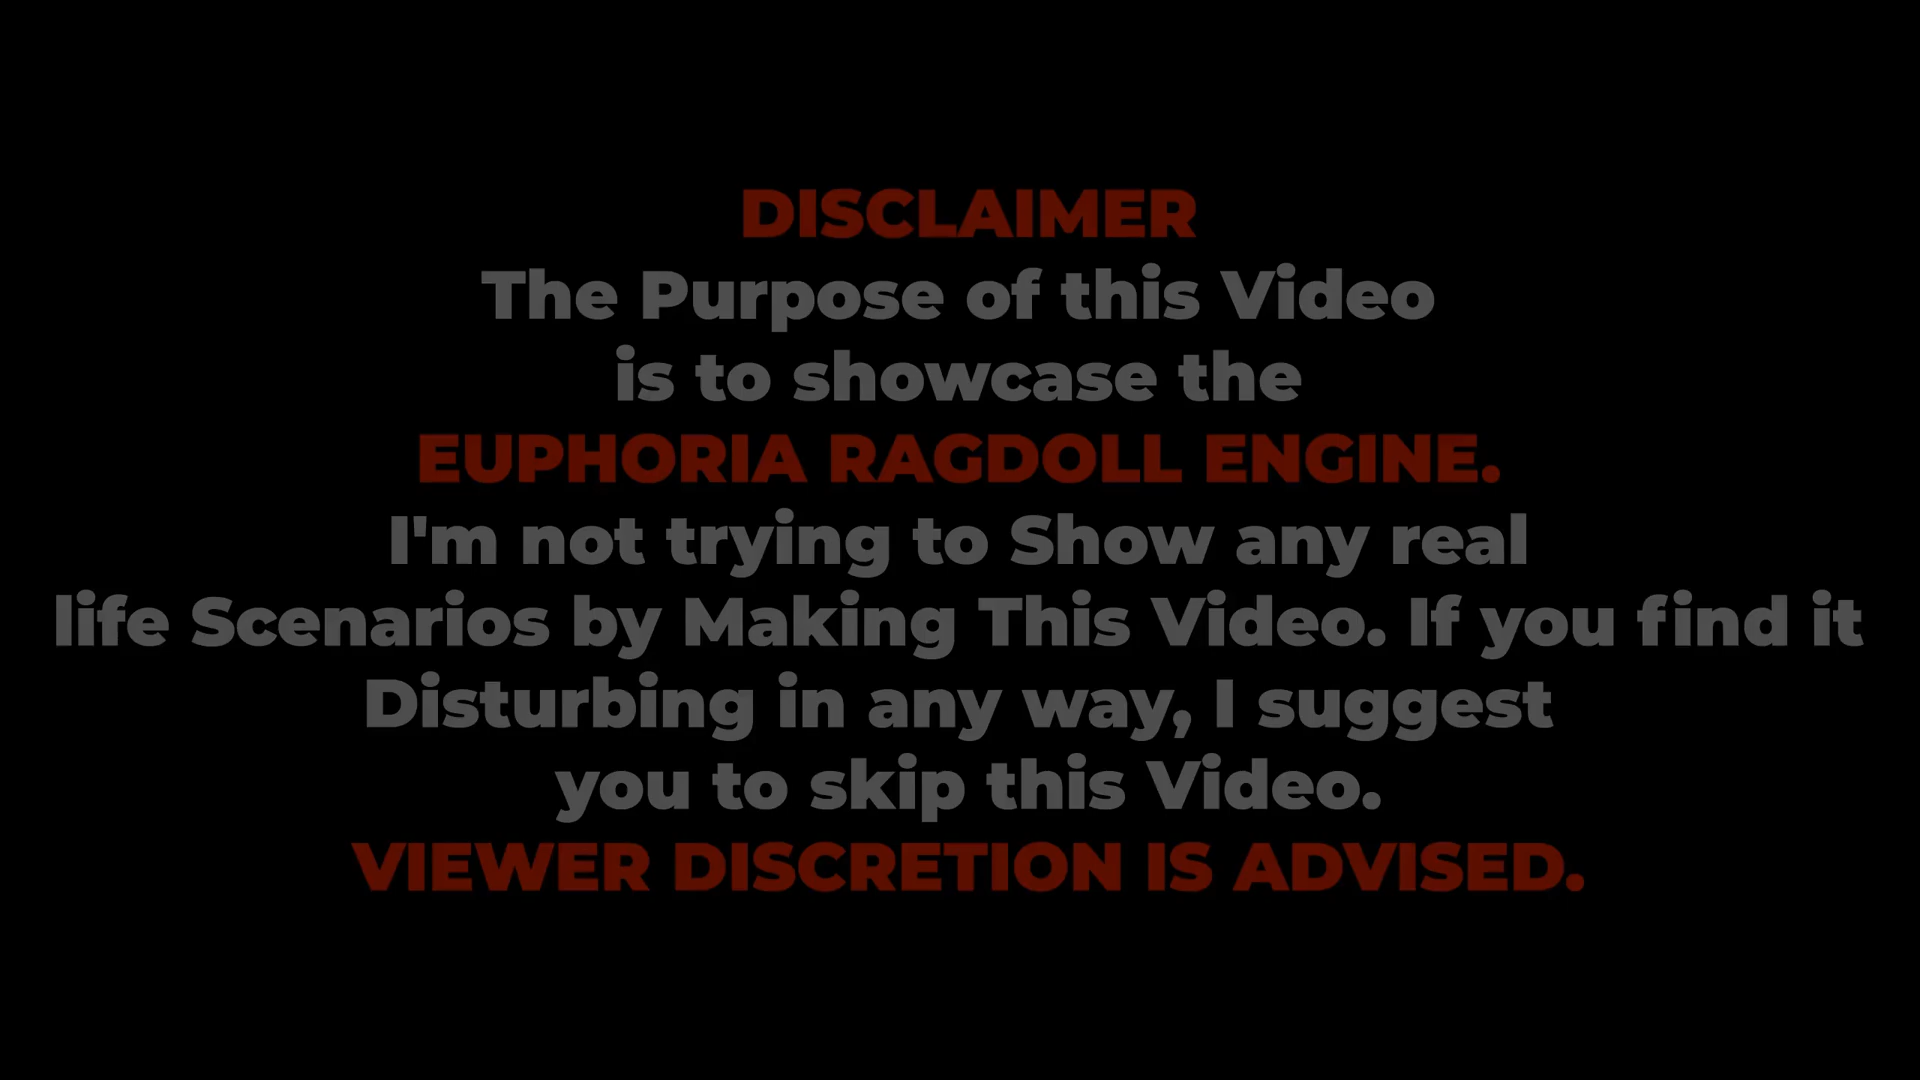 DISCLAIMER
The Purpose of this Video
is to showcase the
EUPHORIA RAGDOLL ENGINE.
I'm not trying to Show any real
life Scenarios by Making This Video. If you find it
Disturbing in any way, I suggest
you to skip this Video.
VIEWER DISCRETION IS ADVISED.